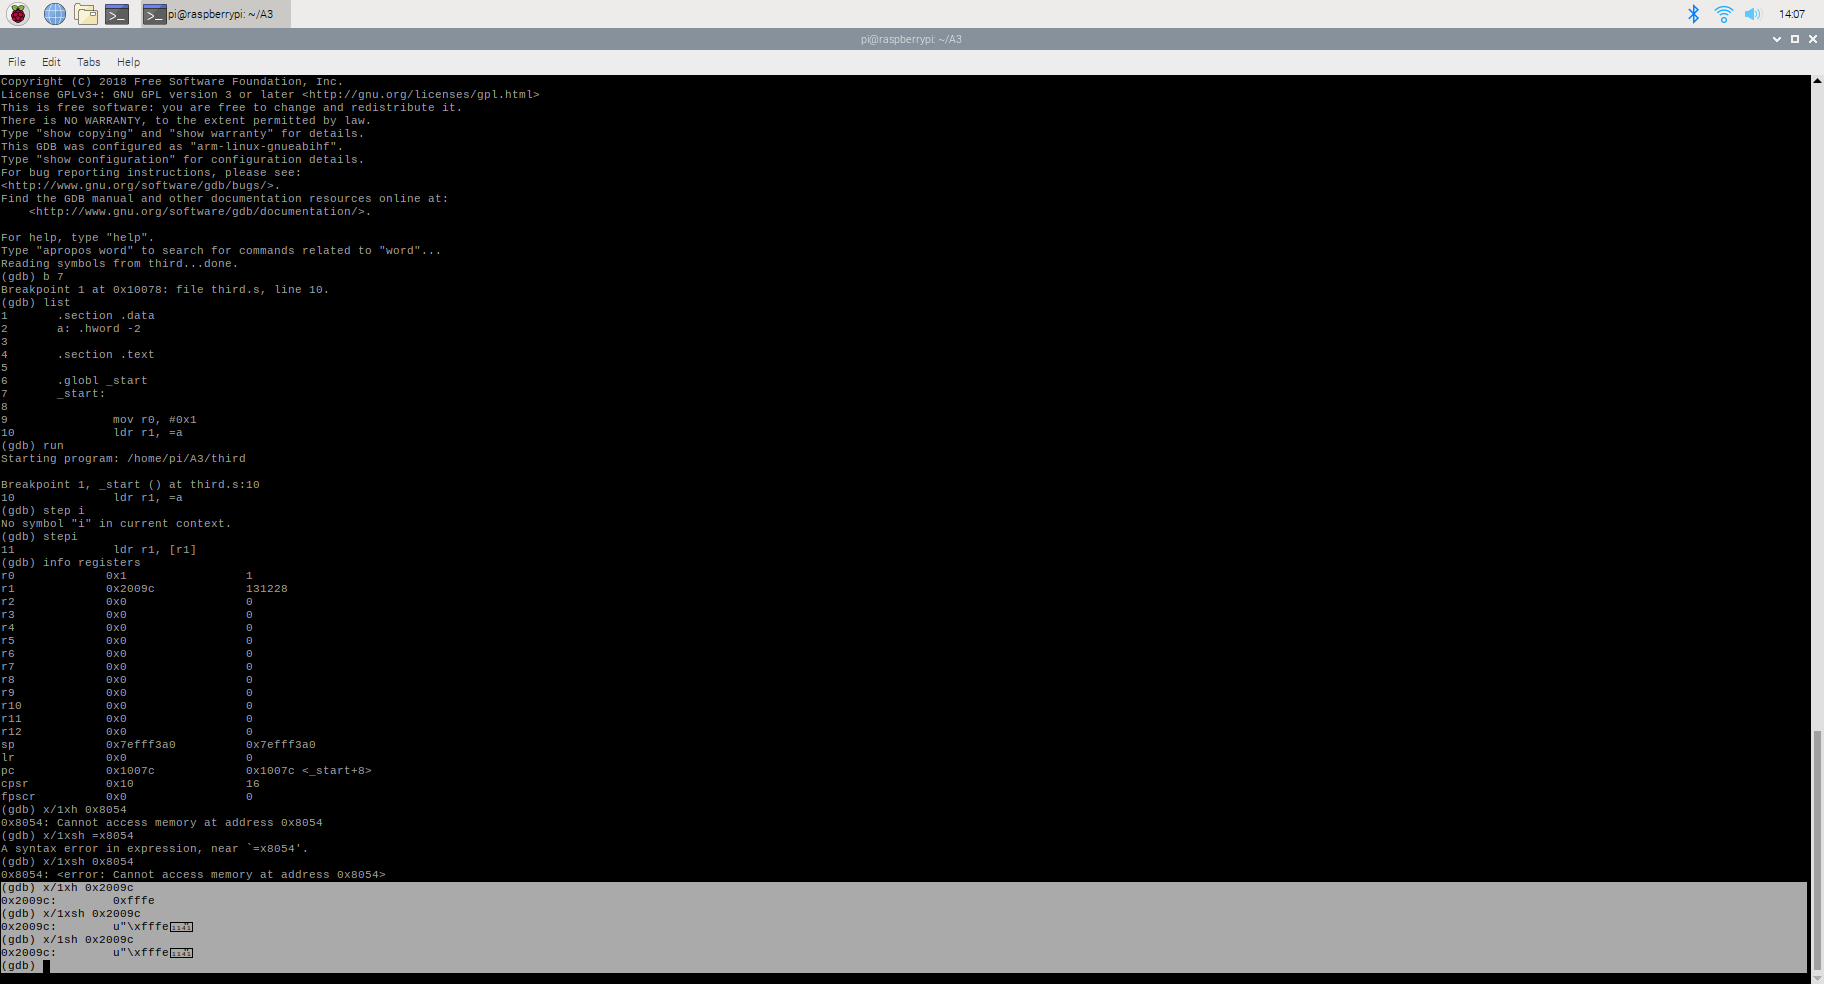 pi@raspberrypi: ~/A3
14:07
pi@raspberrypi: ~/A3
File Edit Tabs Help
Copyright (C) 2018 Free Software Foundation, Inc.
License GPLv3+: GNU GPL version 3 or later <http://gnu.org/licenses/gpl.html>
This is free software: you are free to change and redistribute it.
There is NO WARRANTY, to the extent permitted by law.
Type "show copying" and "show warranty" for details.
This GDB was configured as "arm-linux-gnueabihf".
Type "show configuration" for configuration details.
For bug reporting instructions, please see:
<http://www.gnu.org/software/gdb/bugs/>.
Find the GDB manual and other documentation resources online at:
    <http://www.gnu.org/software/gdb/documentation/>.
For help, type "help".
Type "apropos word" to search for commands related to "word"...
Reading symbols from third...done.
(gdb) b 7
Breakpoint 1 at 0x10078: file third.s, line 10.
(gdb) list
1       .section .data
2       a: .hword -2
3
4       .section .text
5
6       .globl _start
7       _start:
8
9               mov r0, #0x1
10              ldr r1, =a
(gdb) run
Starting program: /home/pi/A3/third
Breakpoint 1, _start () at third.s:10
10              ldr r1, =a
(gdb) step i
No symbol "i" in current context.
(gdb) stepi
11              ldr r1, [r1]
(gdb) info registers
r0             0x1                 1
r1             0x2009c             131228
r2             0x0                 0
r3             0x0                 0
r4             0x0                 0
r5             0x0                 0
r6             0x0                 0
r7             0x0                 0
r8             0x0                 0
r9             0x0                 0
r10            0x0                 0
r11            0x0                 0
r12            0x0                 0
sp             0x7efff3a0          0x7efff3a0
lr             0x0                 0
pc             0x1007c             0x1007c <_start+8>
cpsr           0x10                16
fpscr          0x0                 0
(gdb) x/1xh 0x8054
0x8054: Cannot access memory at address 0x8054
(gdb) x/1xsh =x8054
A syntax error in expression, near `=x8054'.
(gdb) x/1xsh 0x8054
0x8054: <error: Cannot access memory at address 0x8054>
(gdb) x/1xh 0x2009c
0x2009c:        0xfffe
(gdb) x/1xsh 0x2009c
0x2009c:        u"\xfffeᅁ"
(gdb) x/1sh 0x2009c
0x2009c:        u"\xfffeᅁ"
(gdb)